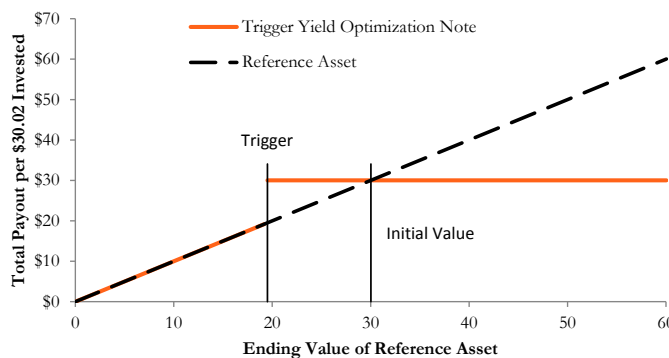 Trigger Yield Optimization Note
Reference Asset
Total Payout per $30.02 Invested
$70
$60
$50
$40
$30
$20
$10
$0
Trigger
Initial Value
0 10 20 30 40 50 60
Ending Value of Reference Asset